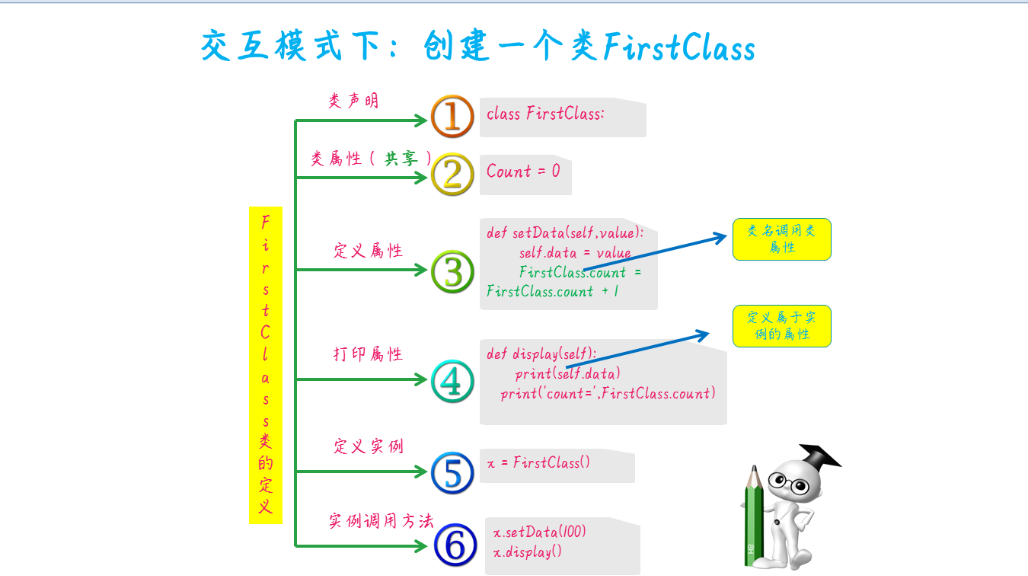 交互模式下：创建一个类FirstClass
类声明
① class FirstClass:
类属性（共享）
② Count = 0
定义属性
③ def setData(self,value):
self.data = value
FirstClass.count =
FirstClass.count + 1
类名调用类
属性
打印属性
④ def display(self):
print(self.data)
print('count=',FirstClass.count)
定义属于实
例的属性
定义实例
⑤ x = FirstClass()
实例调用方法
⑥ x.setData(100)
x.display()
FirstClass类的定义